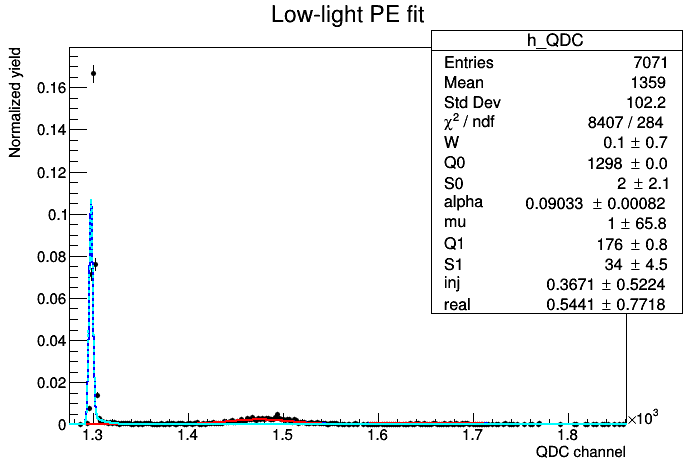 Low-light PE fit
h_QDC
Entries 7071
Mean 1359
Std Dev 102.2
χ² / ndf 8407 / 284
W 0.1 ± 0.7
Q0 1298 ± 0.0
S0 2 ± 2.1
alpha 0.09033 ± 0.00082
mu 1 ± 65.8
Q1 176 ± 0.8
S1 34 ± 4.5
inj 0.3671 ± 0.5224
real 0.5441 ± 0.7718
Normalized yield
0.16
0.14
0.12
0.1
0.08
0.06
0.04
0.02
0
1.3 1.4 1.5 1.6 1.7 1.8
×10³
QDC channel